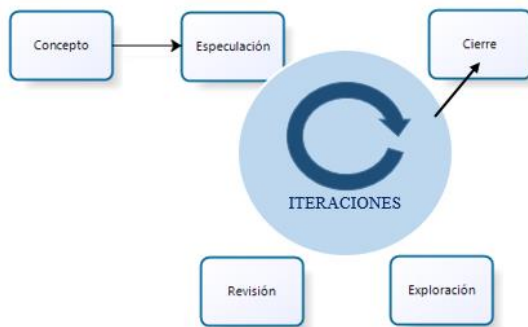 Concepto
Especulación
Cierre
ITERACIONES
Revisión
Exploración